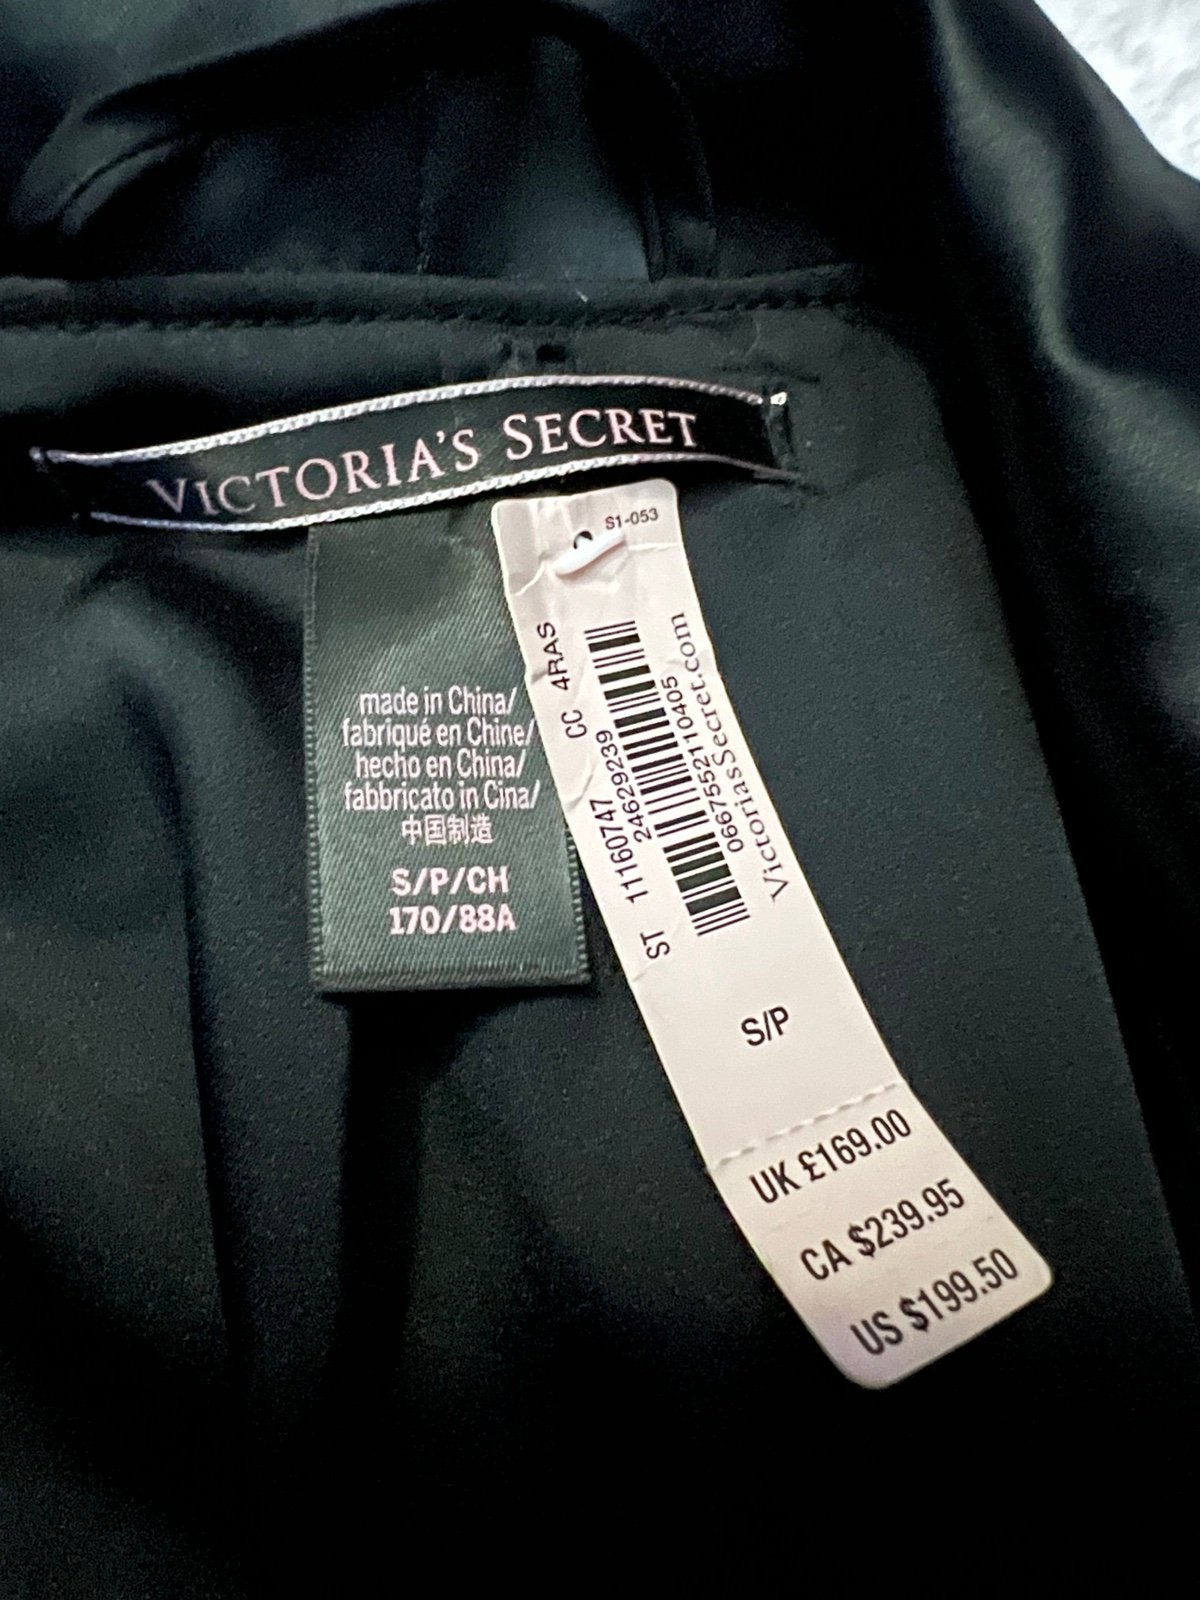 VICTORIA'S SECRET
made in China/
fabriqué en Chine/
hecho en China/
fabbricato in Cina/
中国制造
S/P/CH
170/88A
S1-053
CC 4RAS
ST 11160747
24629239
0667552110405
VictoriasSecret.com
S/P
UK £169.00
CA $239.95
US $199.50